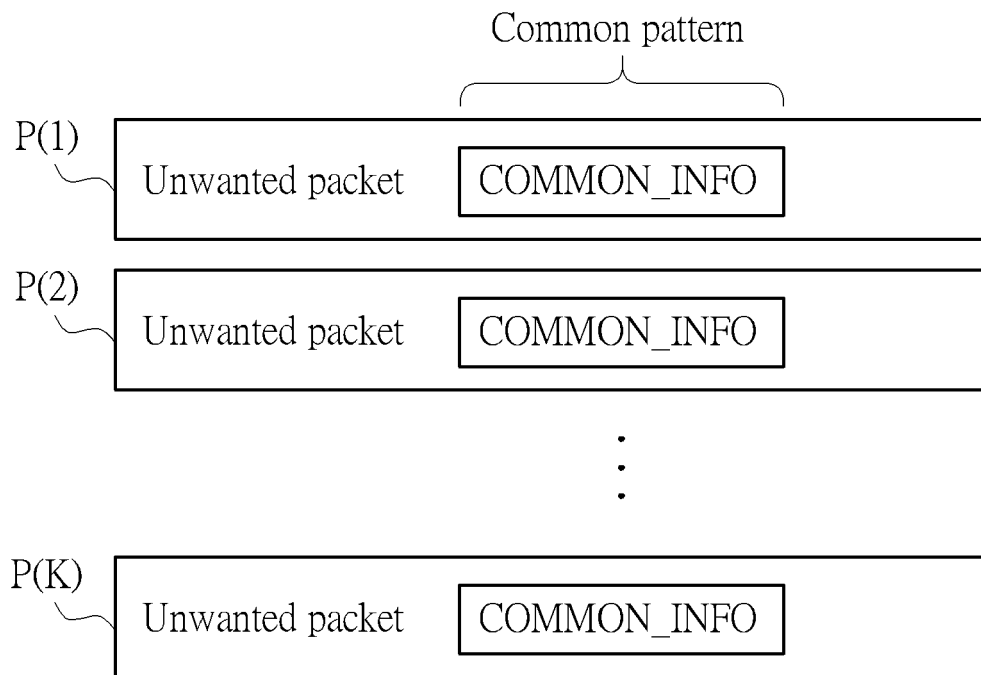 Common pattern
P(1)
Unwanted packet COMMON_INFO
P(2)
Unwanted packet COMMON_INFO
P(K)
Unwanted packet COMMON_INFO